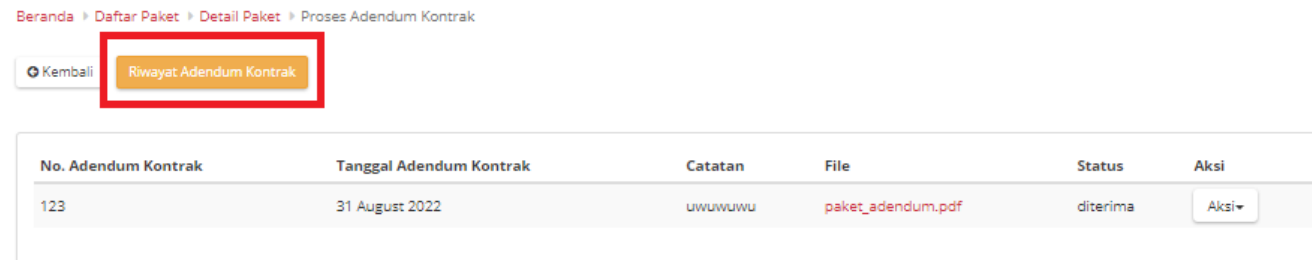 Beranda Daftar Paket Detail Paket Proses Adendum Kontrak
Kembali Riwayat Adendum Kontrak
No. Adendum Kontrak Tanggal Adendum Kontrak Catatan File Status Aksi
123 31 August 2022 uwuwuwu paket_adendum.pdf diterima Aksi